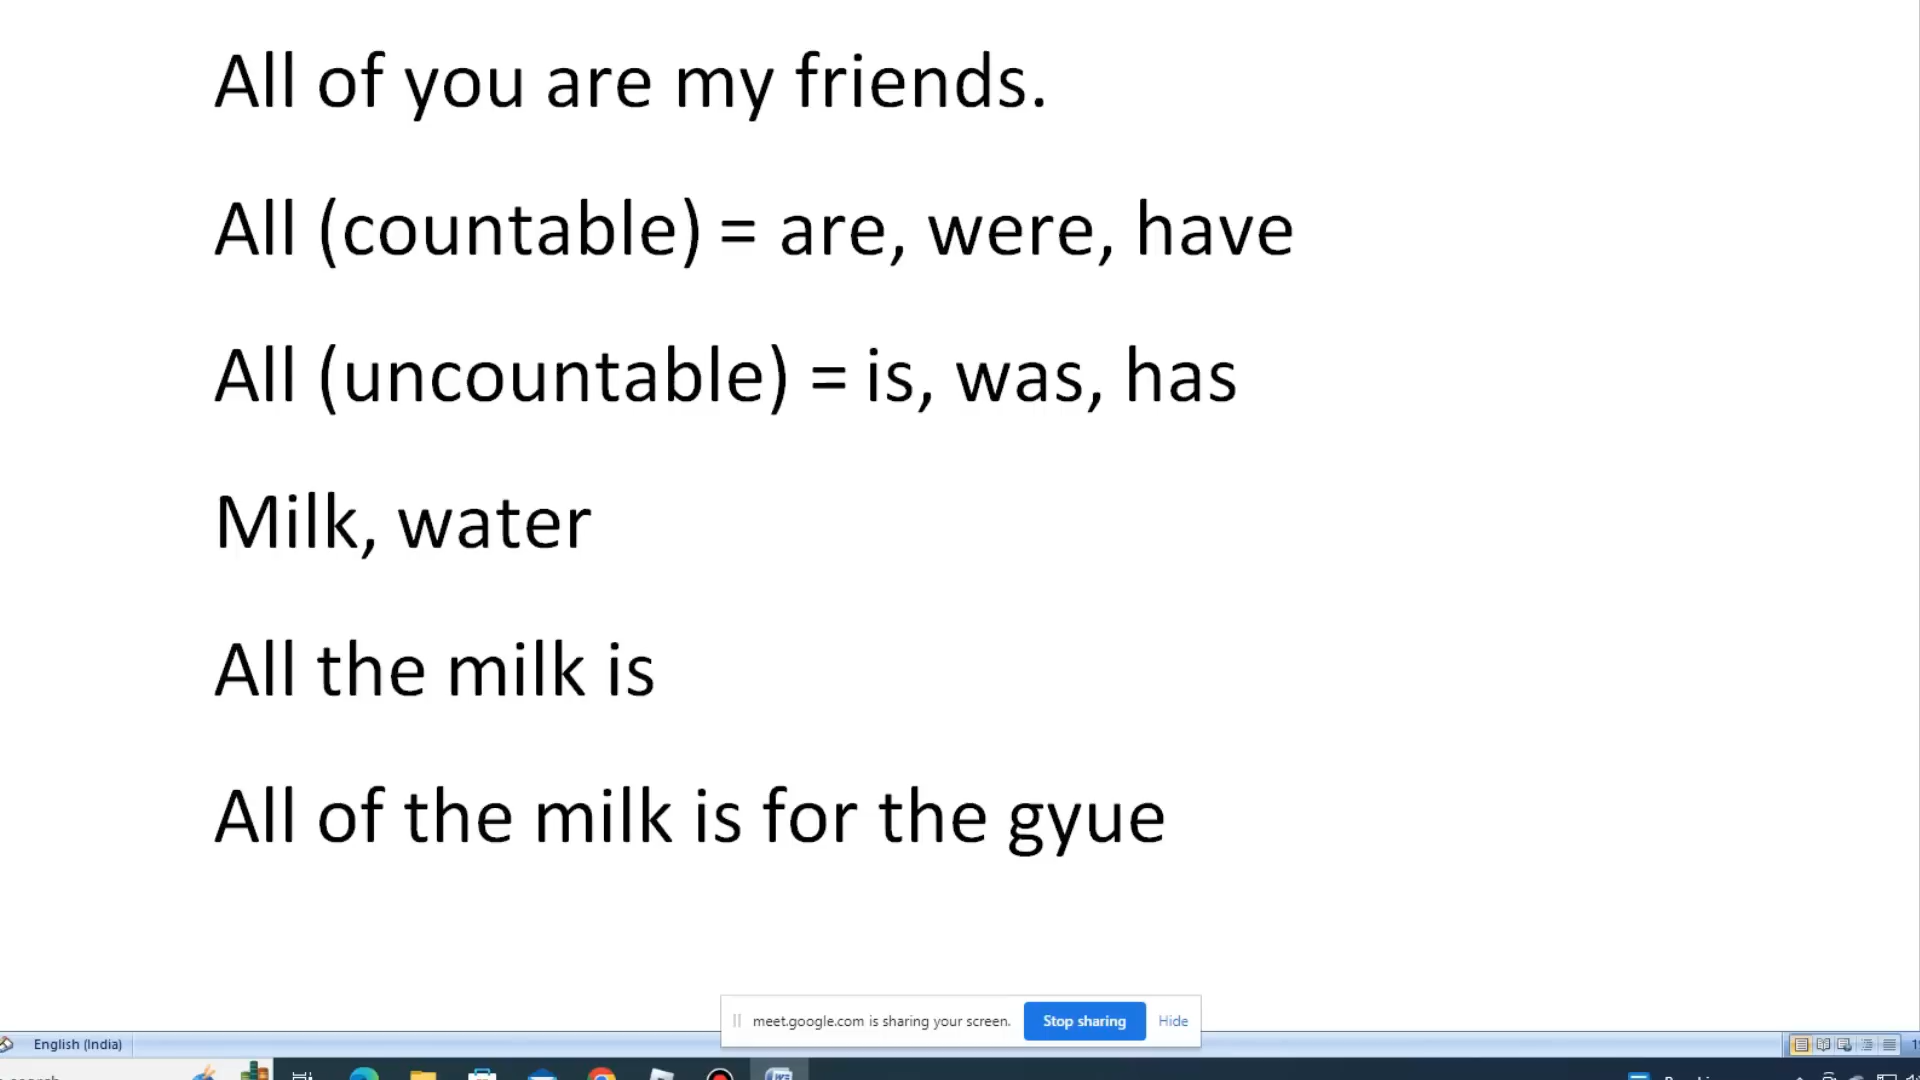 All of you are my friends.
All (countable) = are, were, have
All (uncountable) = is, was, has
Milk, water
All the milk is
All of the milk is for the gyue
meet.google.com is sharing your screen. Stop sharing Hide
English (India)